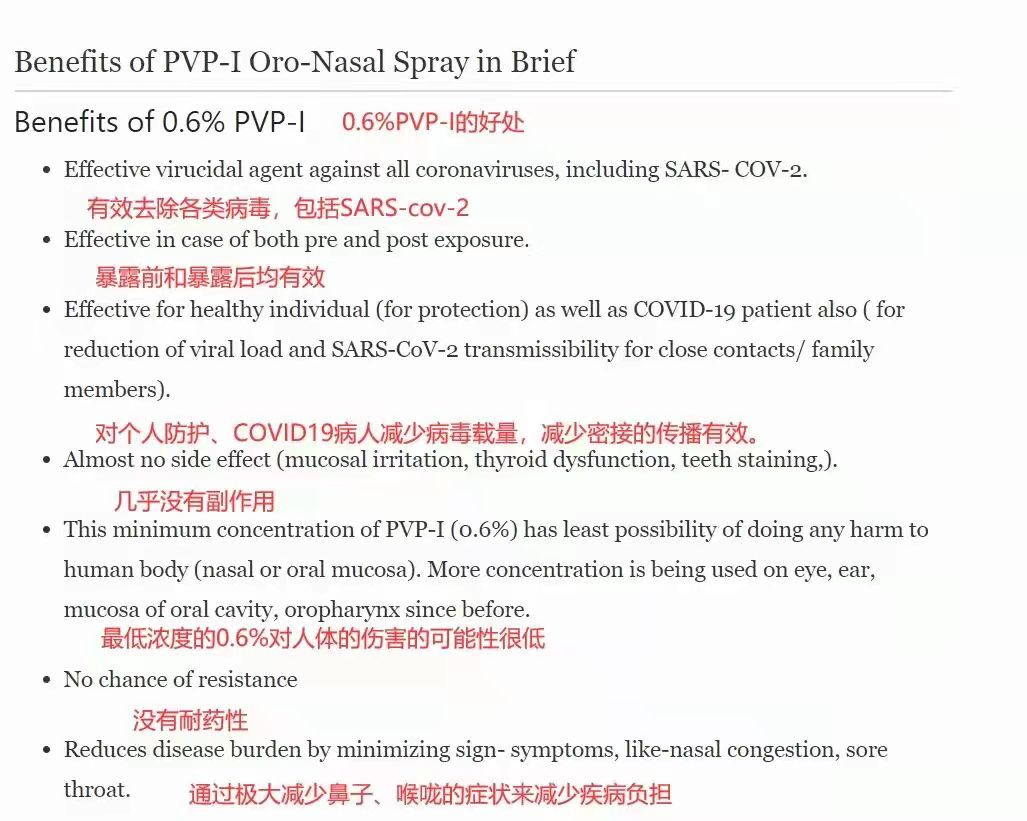 Benefits of PVP-I Oro-Nasal Spray in Brief
Benefits of 0.6% PVP-I 0.6%PVP-I的好处
• Effective virucidal agent against all coronaviruses, including SARS- COV-2.
有效去除各类病毒，包括SARS-cov-2
• Effective in case of both pre and post exposure.
暴露前和暴露后均有效
• Effective for healthy individual (for protection) as well as COVID-19 patient also ( for
reduction of viral load and SARS-CoV-2 transmissibility for close contacts/ family
members).
对个人防护、COVID19病人减少病毒载量，减少密接的传播有效。
• Almost no side effect (mucosal irritation, thyroid dysfunction, teeth staining,).
几乎没有副作用
• This minimum concentration of PVP-I (0.6%) has least possibility of doing any harm to
human body (nasal or oral mucosa). More concentration is being used on eye, ear,
mucosa of oral cavity, oropharynx since before.
最低浓度的0.6%对人体的伤害的可能性很低
• No chance of resistance
没有耐药性
• Reduces disease burden by minimizing sign- symptoms, like-nasal congestion, sore
throat. 通过极大减少鼻子、喉咙的症状来减少疾病负担